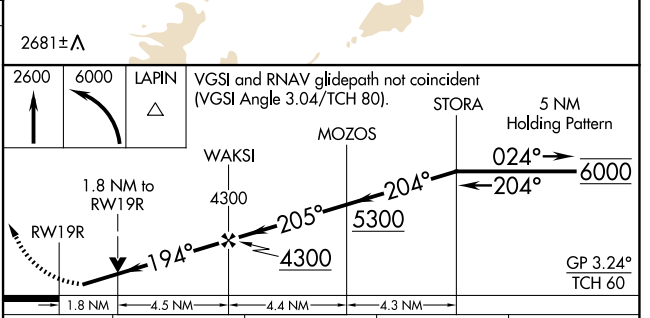 2681±
2600
6000
LAPIN
VGSI and RNAV glidepath not coincident
(VGSI Angle 3.04/TCH 80).
STORA
5 NM
Holding Pattern
MOZOS
WAKSI
024°
6000
204°
204°
1.8 NM to
RW19R
4300
205°
5300
RW19R
194°
4300
GP 3.24°
TCH 60
1.8 NM
4.5 NM
4.4 NM
4.3 NM